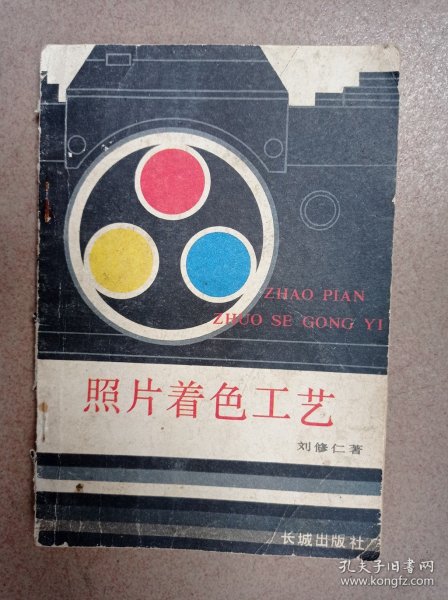 ZHAO PIAN
ZHUO SE GONG YI
照片着色工艺
刘修仁著
长城出版社
孔夫子旧书网
www.kongfz.com